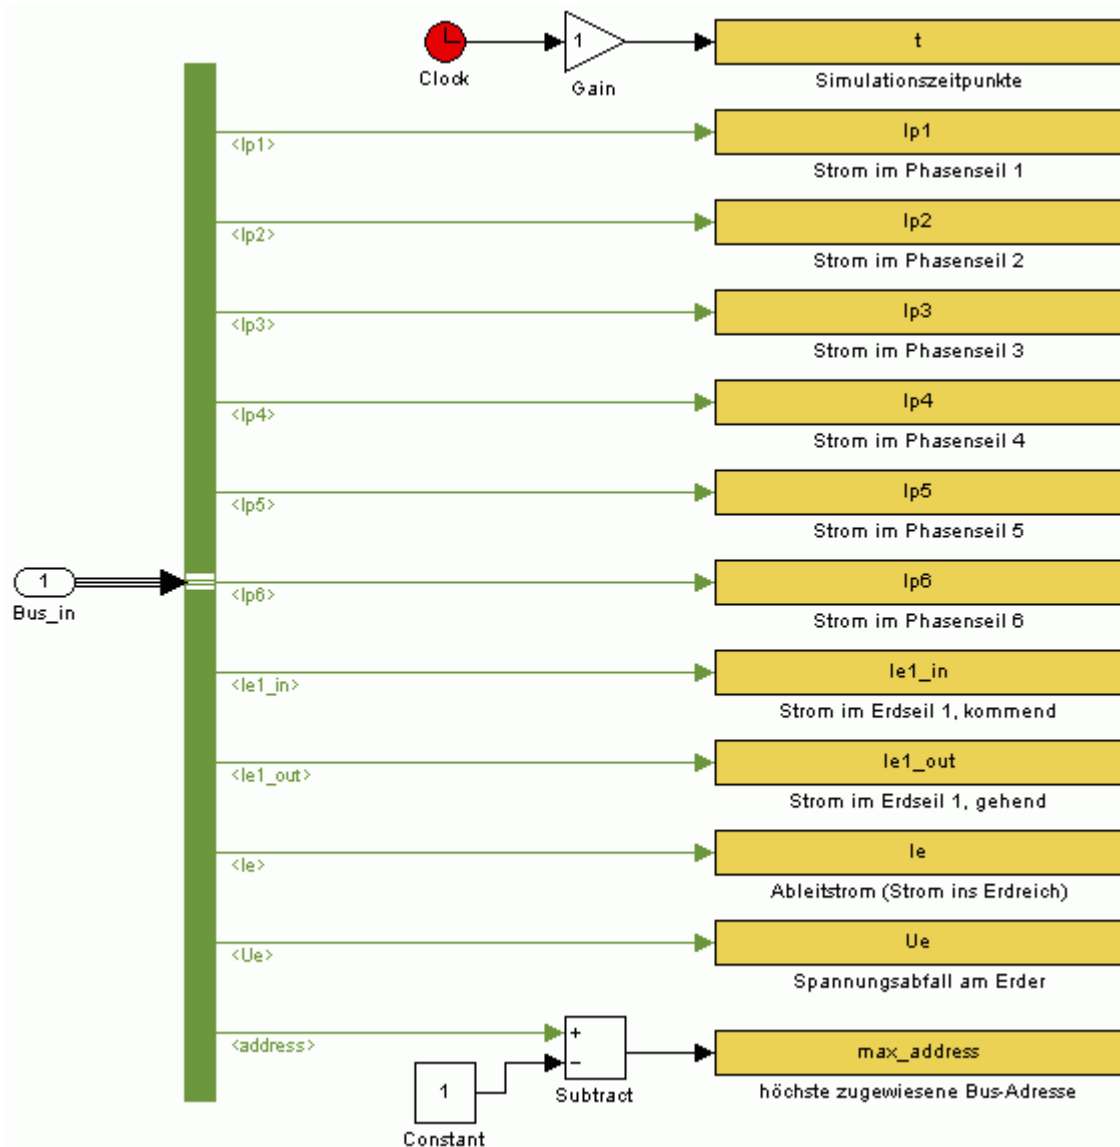 t
1
Clock
Gain
Simulationszeitpunkte
Ip1
<Ip1>
Strom im Phasenseil 1
Ip2
<Ip2>
Strom im Phasenseil 2
Ip3
<Ip3>
Strom im Phasenseil 3
Ip4
<Ip4>
Strom im Phasenseil 4
Ip5
<Ip5>
Strom im Phasenseil 5
1
Bus_in
Ip6
<Ip6>
Strom im Phasenseil 6
Ie1_in
<Ie1_in>
Strom im Erdseil 1, kommend
Ie1_out
<Ie1_out>
Strom im Erdseil 1, gehend
Ie
<Ie>
Ableitstrom (Strom ins Erdreich)
Ue
<Ue>
Spannungsabfall am Erder
<address>
+
−
max_address
1
Subtract
höchste zugewiesene Bus-Adresse
Constant